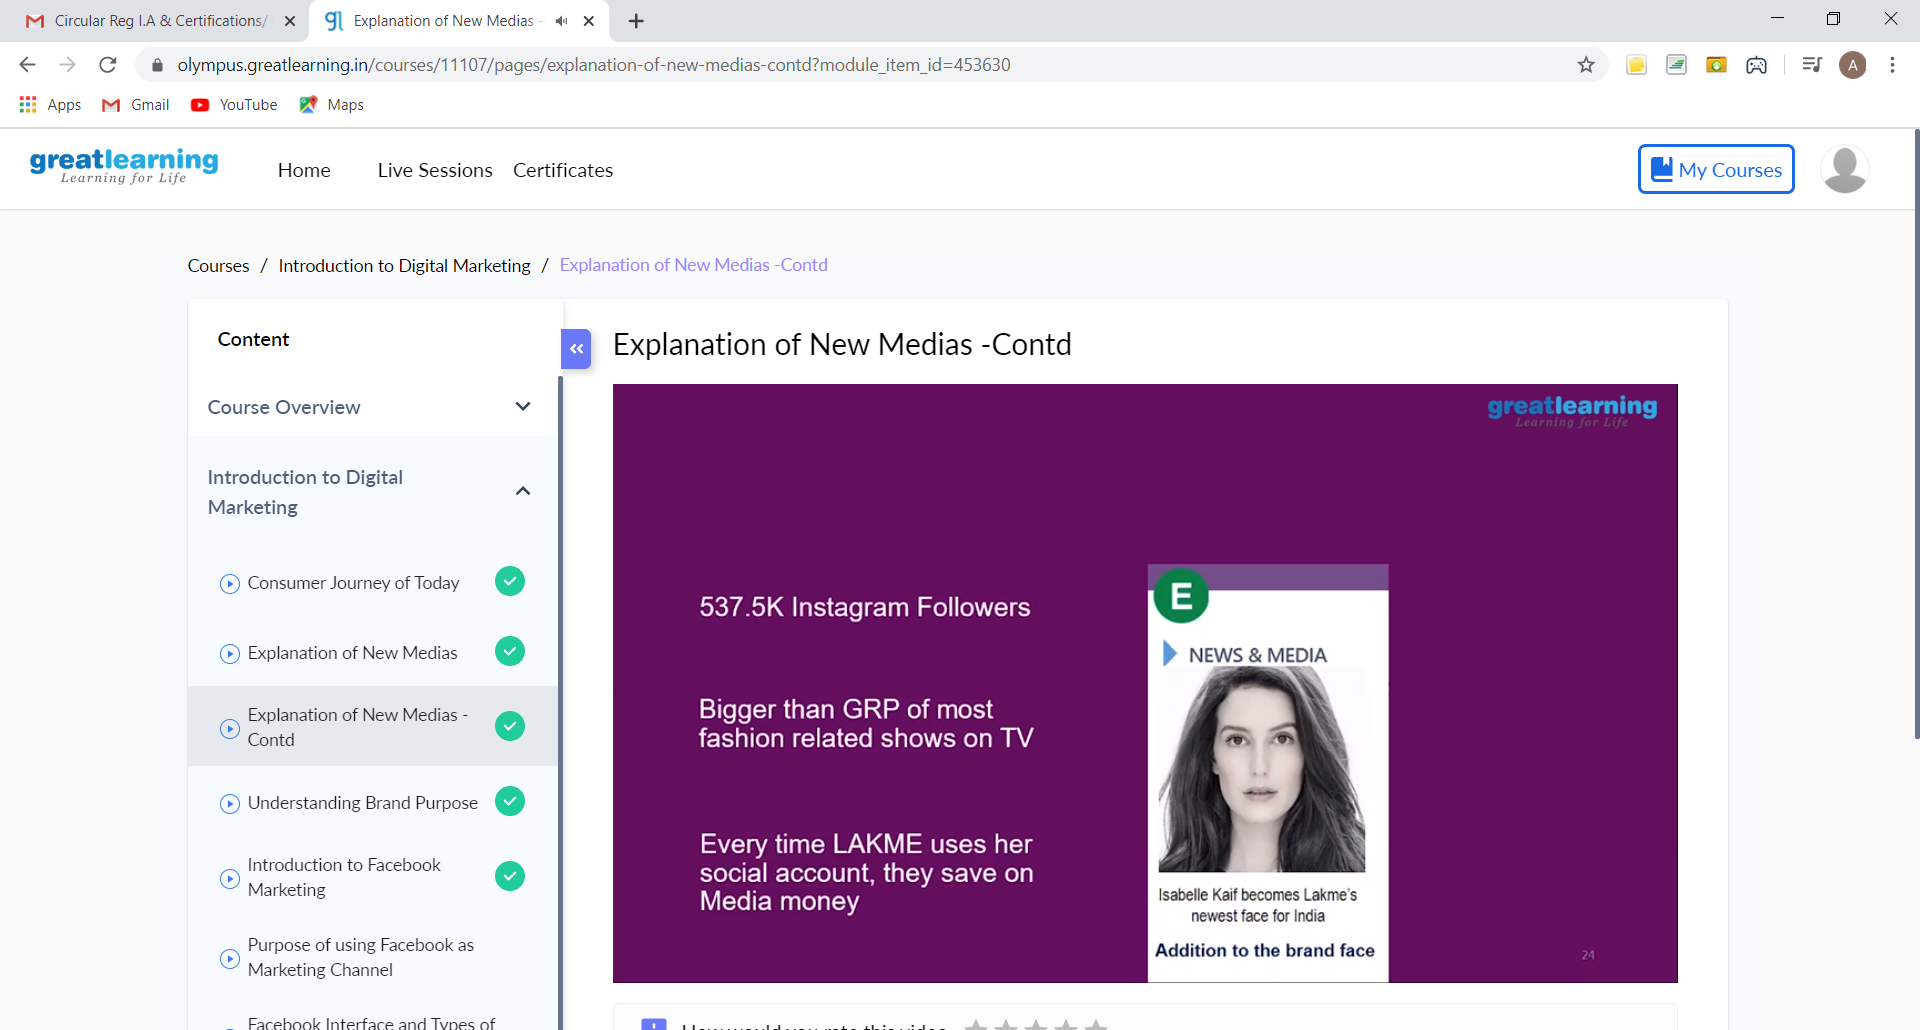 Circular Reg I.A & Certifications/
Explanation of New Medias -
olympus.greatlearning.in/courses/11107/pages/explanation-of-new-medias-contd?module_item_id=453630
A
Apps
Gmail
YouTube
Maps
greatlearning
Learning for Life
Home
Live Sessions
Certificates
My Courses
Courses / Introduction to Digital Marketing / Explanation of New Medias -Contd
Content
Course Overview
Introduction to Digital
Marketing
Consumer Journey of Today
Explanation of New Medias
Explanation of New Medias -
Contd
Understanding Brand Purpose
Introduction to Facebook
Marketing
Purpose of using Facebook as
Marketing Channel
Facebook Interface and Types of
Explanation of New Medias -Contd
greatlearning
Learning for Life
537.5K Instagram Followers
Bigger than GRP of most
fashion related shows on TV
Every time LAKME uses her
social account, they save on
Media money
E
NEWS & MEDIA
Isabelle Kaif becomes Lakme's
newest face for India
Addition to the brand face
24
How would you rate this video